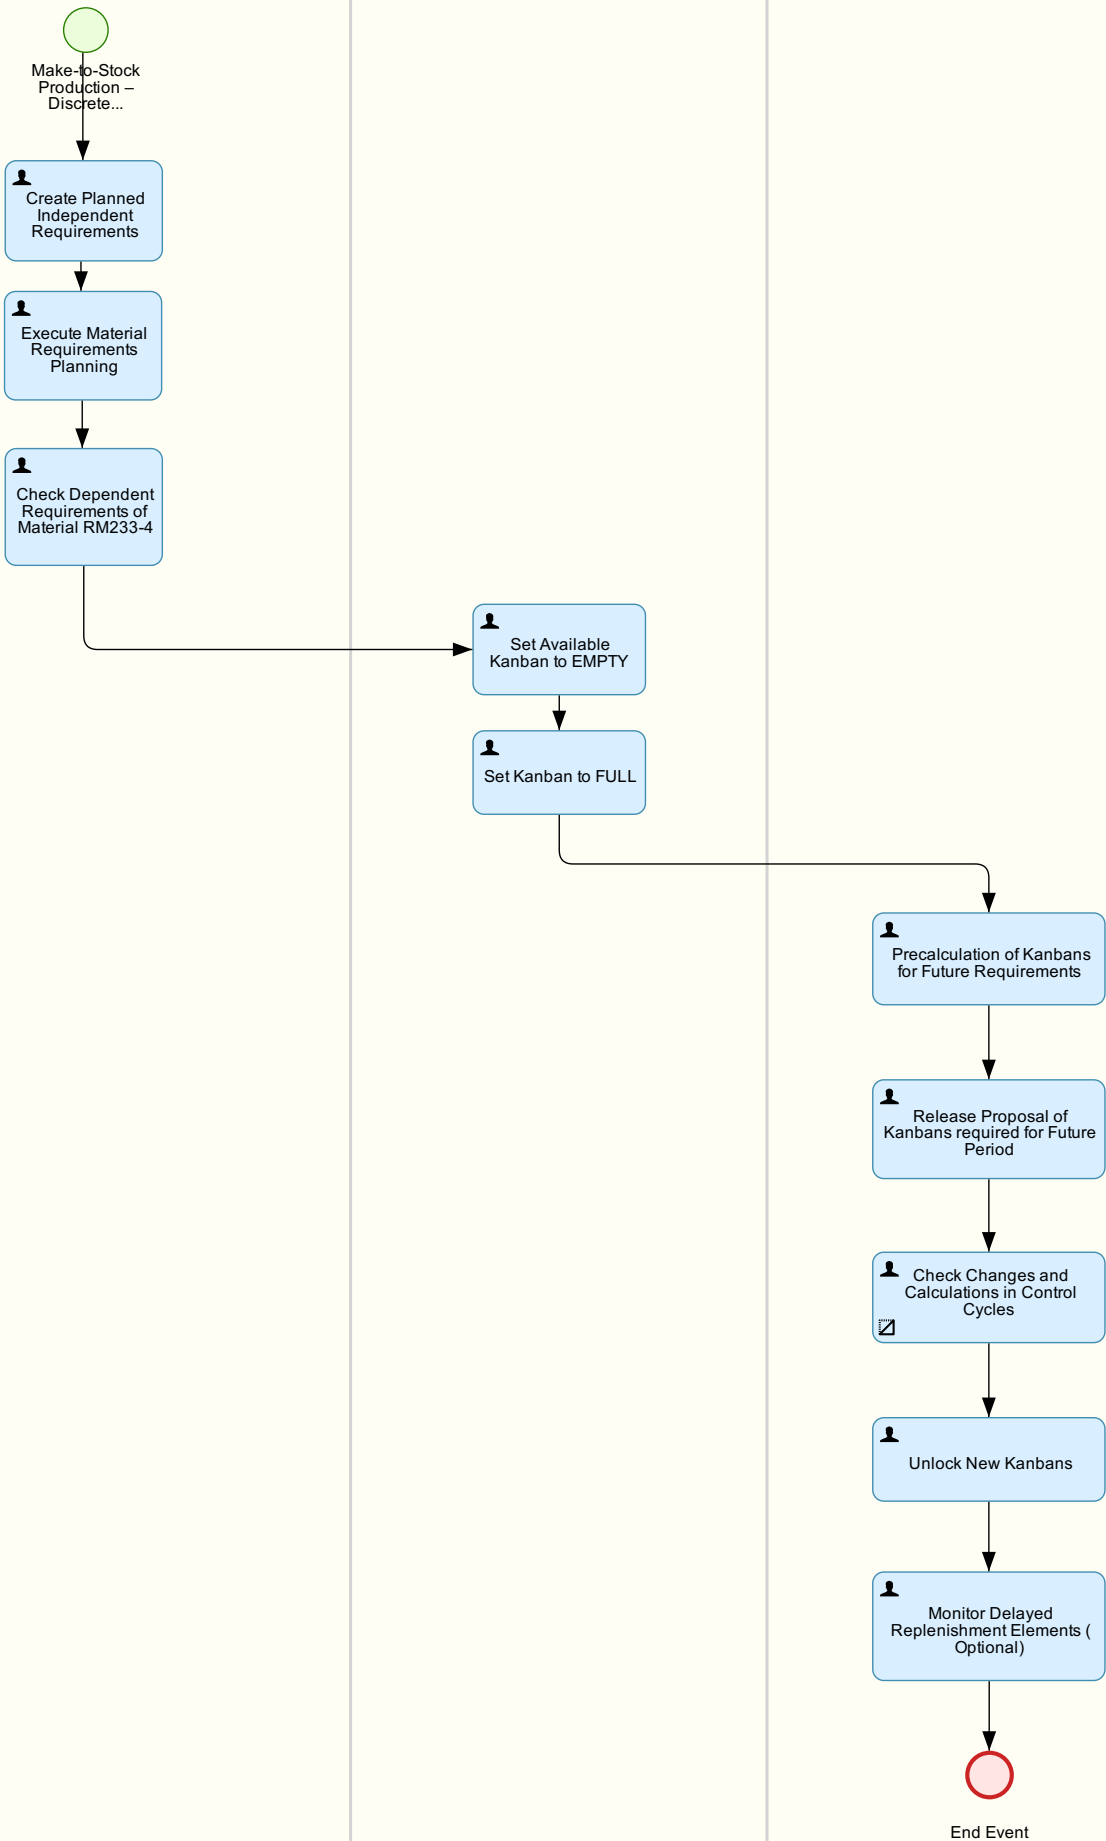 Make-to-Stock
Production –
Discrete...
Create Planned
Independent
Requirements
Execute Material
Requirements
Planning
Check Dependent
Requirements of
Material RM233-4
Set Available
Kanban to EMPTY
Set Kanban to FULL
Precalculation of Kanbans
for Future Requirements
Release Proposal of
Kanbans required for Future
Period
Check Changes and
Calculations in Control
Cycles
Unlock New Kanbans
Monitor Delayed
Replenishment Elements (
Optional)
End Event